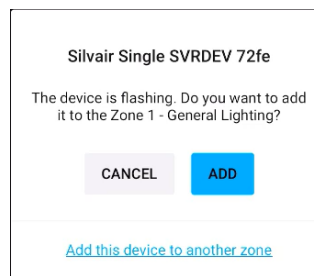 Silvair Single SVRDEV 72fe
The device is flashing. Do you want to add
it to the Zone 1 - General Lighting?
CANCEL ADD
Add this device to another zone